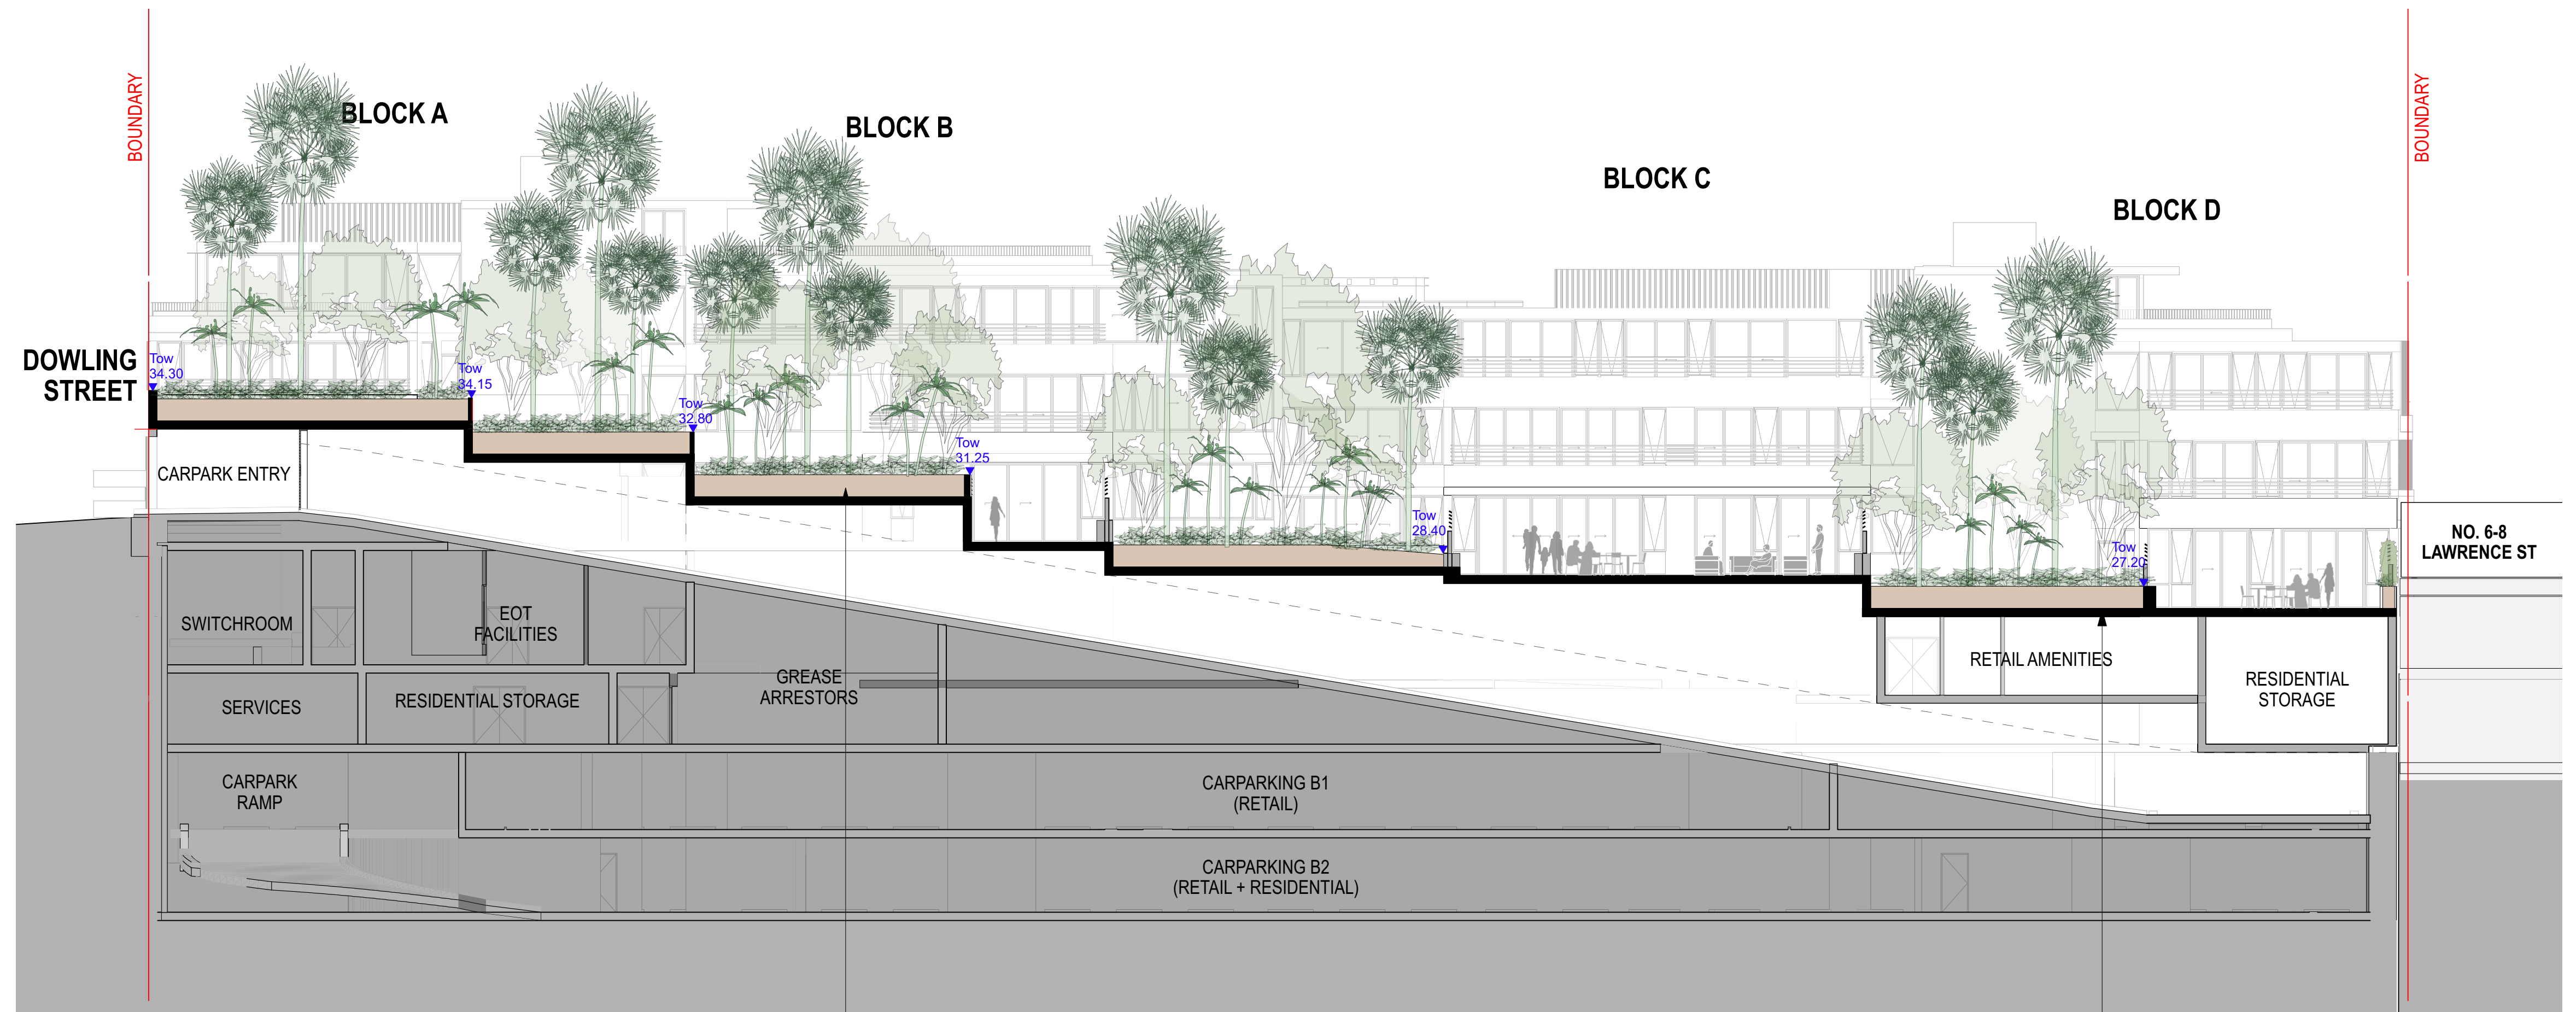 BOUNDARY
BLOCK A
BLOCK B
BLOCK C
BLOCK D
BOUNDARY
DOWLING
STREET
Tow
34.30
Tow
34.15
Tow
32.80
Tow
31.25
Tow
28.40
Tow
27.20
CARPARK ENTRY
NO. 6-8
LAWRENCE ST
SWITCHROOM
EOT
FACILITIES
SERVICES
RESIDENTIAL STORAGE
GREASE
ARRESTORS
RETAIL AMENITIES
RESIDENTIAL
STORAGE
CARPARK
RAMP
CARPARKING B1
(RETAIL)
CARPARKING B2
(RETAIL + RESIDENTIAL)